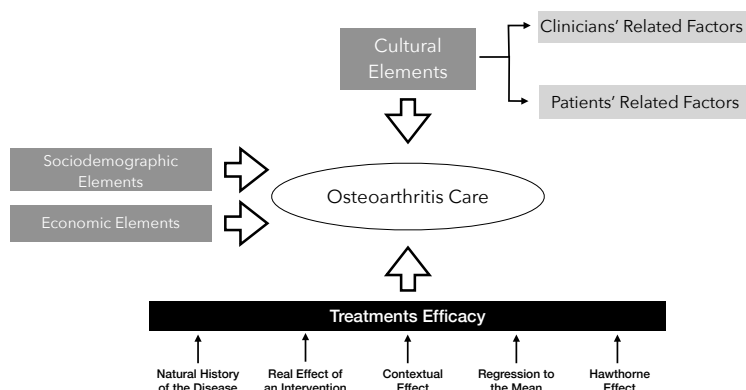 Cultural
Elements
Clinicians’ Related Factors
Patients’ Related Factors
Sociodemographic
Elements
Economic Elements
Osteoarthritis Care
Treatments Efficacy
Natural History
of the Disease
Real Effect of
an Intervention
Contextual
Effect
Regression to
the Mean
Hawthorne
Effect